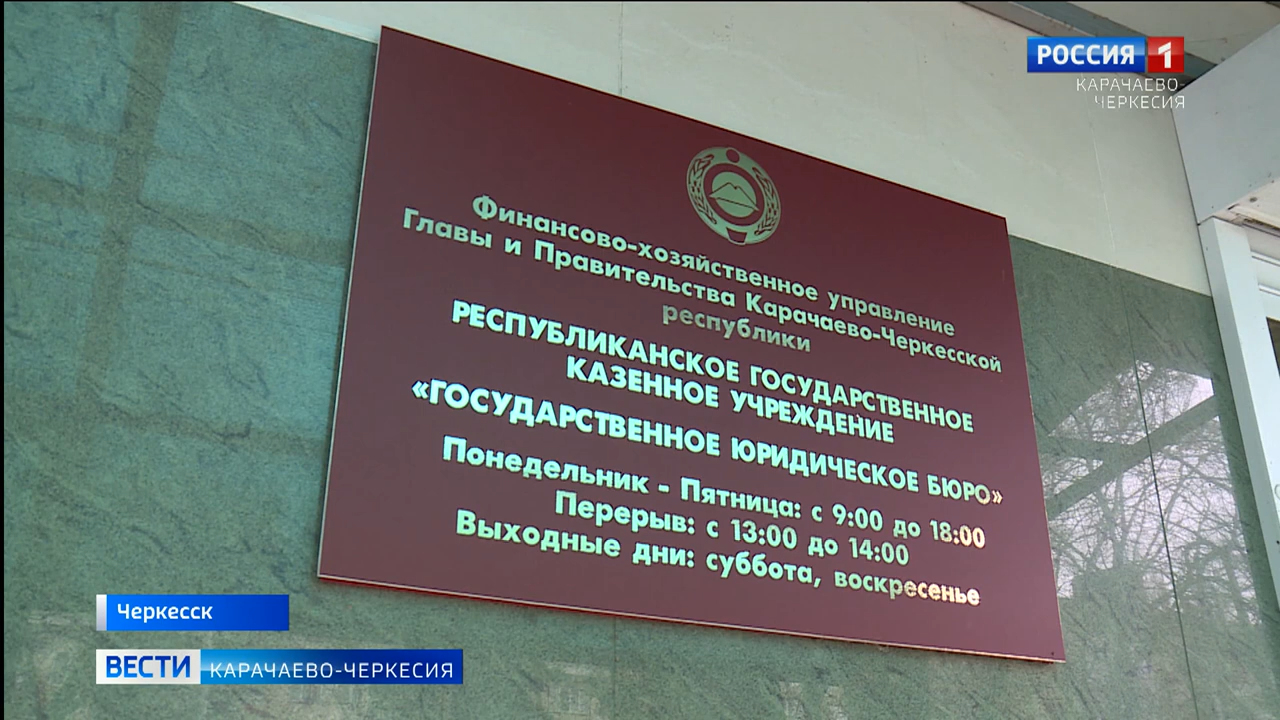 РОССИЯ 1
КАРАЧАЕВО-
ЧЕРКЕСИЯ
Финансово-хозяйственное управление
Главы и Правительства Карачаево-Черкесской
республики
РЕСПУБЛИКАНСКОЕ ГОСУДАРСТВЕННОЕ
КАЗЕННОЕ УЧРЕЖДЕНИЕ
«ГОСУДАРСТВЕННОЕ ЮРИДИЧЕСКОЕ БЮРО»
Понедельник - Пятница: с 9:00 до 18:00
Перерыв: с 13:00 до 14:00
Выходные дни: суббота, воскресенье
Черкесск
ВЕСТИ КАРАЧАЕВО-ЧЕРКЕСИЯ